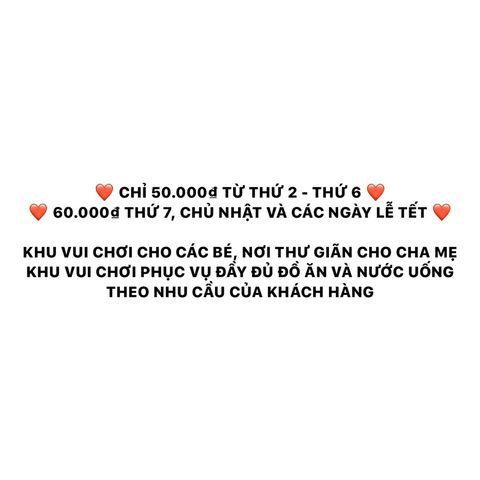 ❤️ CHỈ 50.000₫ TỪ THỨ 2 - THỨ 6 ❤️
❤️ 60.000₫ THỨ 7, CHỦ NHẬT VÀ CÁC NGÀY LỄ TẾT ❤️
KHU VUI CHƠI CHO CÁC BÉ, NƠI THƯ GIÃN CHO CHA MẸ
KHU VUI CHƠI PHỤC VỤ ĐẦY ĐỦ ĐỒ ĂN VÀ NƯỚC UỐNG
THEO NHU CẦU CỦA KHÁCH HÀNG